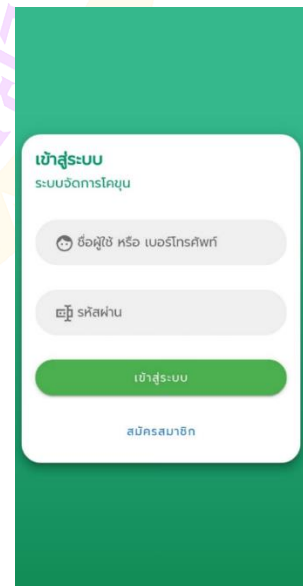 เข้าสู่ระบบ
ระบบจัดการโคขุน
ชื่อผู้ใช้ หรือ เบอร์โทรศัพท์
รหัสผ่าน
เข้าสู่ระบบ
สมัครสมาชิก